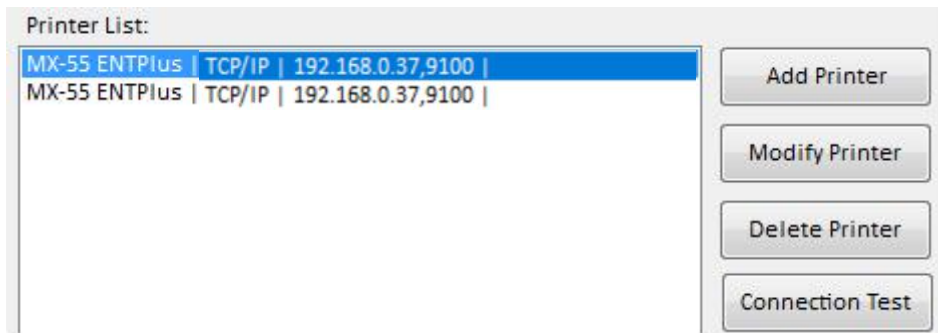 Printer List:
MX-55 ENTPlus | TCP/IP | 192.168.0.37,9100 |
MX-55 ENTPlus | TCP/IP | 192.168.0.37,9100 |
Add Printer
Modify Printer
Delete Printer
Connection Test